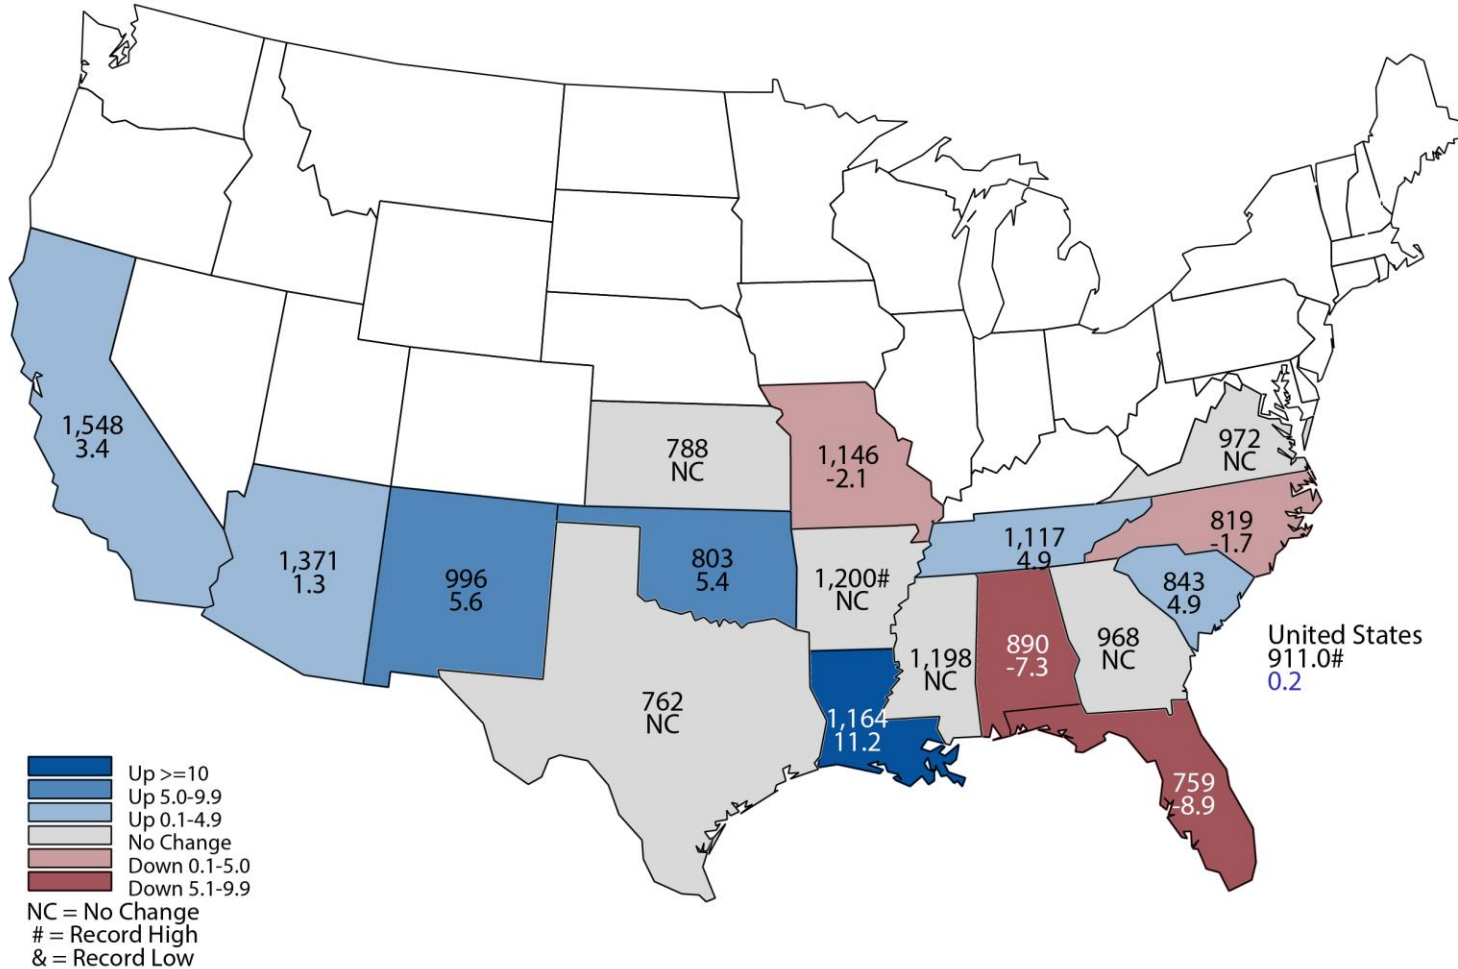 1,548
3.4
1,371
1.3
996
5.6
788
NC
803
5.4
762
NC
1,146
-2.1
1,200#
NC
1,164
11.2
1,198
NC
1,117
4.9
890
-7.3
968
NC
759
-8.9
843
4.9
819
-1.7
972
NC
United States
911.0#
0.2
Up >=10
Up 5.0-9.9
Up 0.1-4.9
No Change
Down 0.1-5.0
Down 5.1-9.9
NC = No Change
# = Record High
& = Record Low